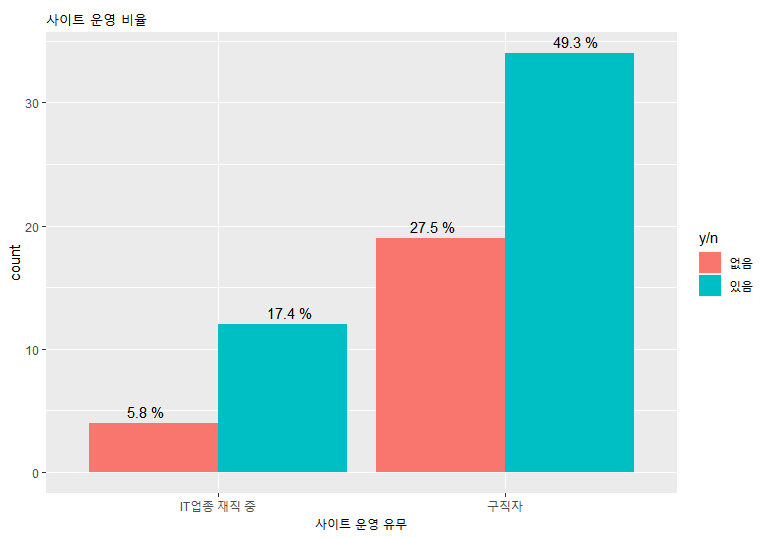 사이트 운영 비율
49.3 %
30
27.5 %
20
17.4 %
10
5.8 %
0
count
IT업종 재직 중
구직자
사이트 운영 유무
y/n
없음
있음